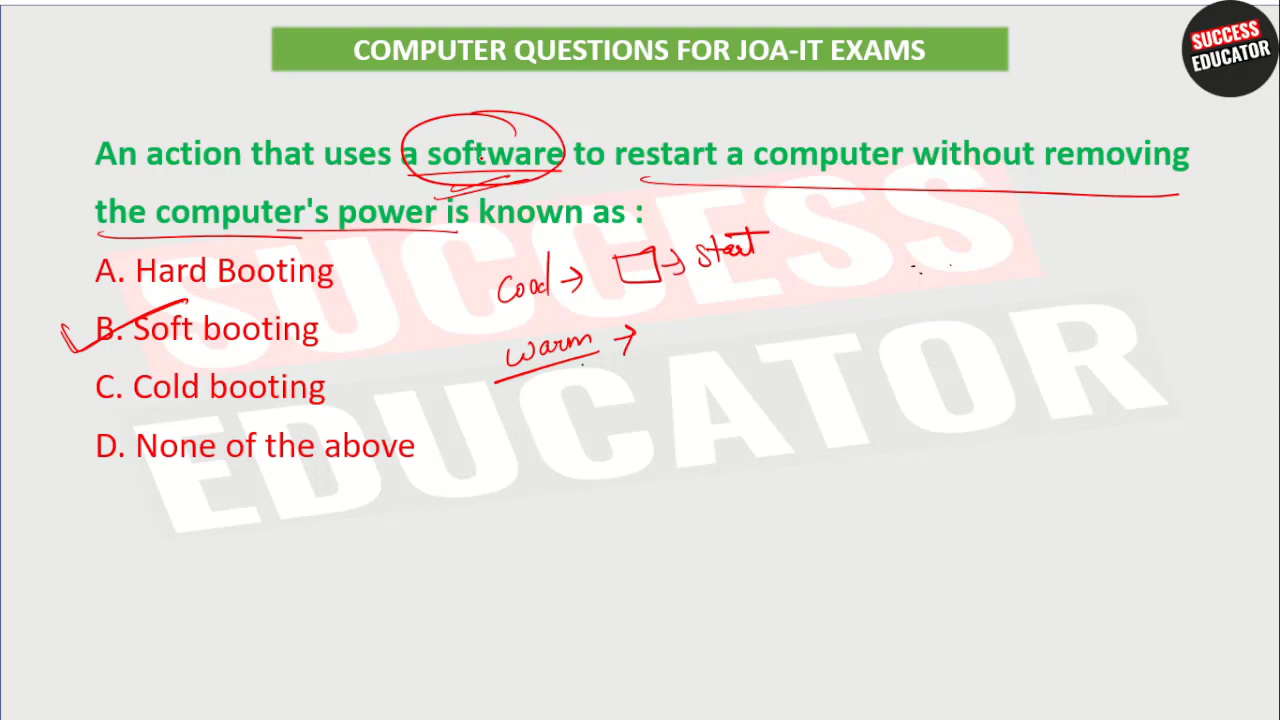 COMPUTER QUESTIONS FOR JOA-IT EXAMS
SUCCESS
EDUCATOR
An action that uses a software to restart a computer without removing
the computer's power is known as :
A. Hard Booting
B. Soft booting
C. Cold booting
D. None of the above
Coal → → Start
warm →
SUCCESS
EDUCATOR